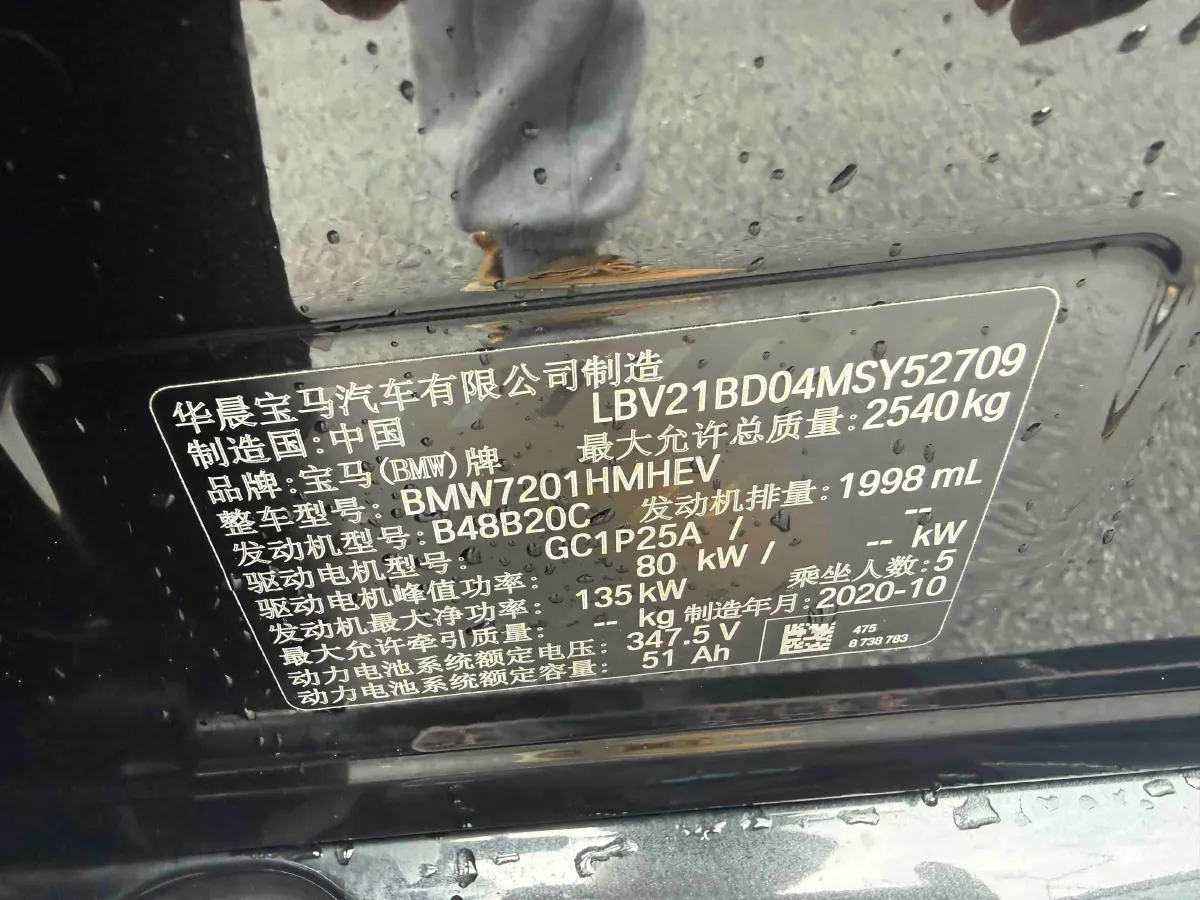 华晨宝马汽车有限公司制造
制造国:中国 LBV21BD04MSY52709
品牌:宝马(BMW)牌 最大允许总质量:2540kg
整车型号: BMW7201HMHEV
发动机型号:B48B20C 发动机排量:1998 mL
驱动电机型号: GC1P25A / --
驱动电机峰值功率: 80 kW / -- kW
发动机最大净功率: 135 kW 乘坐人数:5
最大允许牵引质量: -- kg 制造年月:2020-10
动力电池系统额定电压: 347.5 V
动力电池系统额定容量: 51 Ah
475
8 738 783